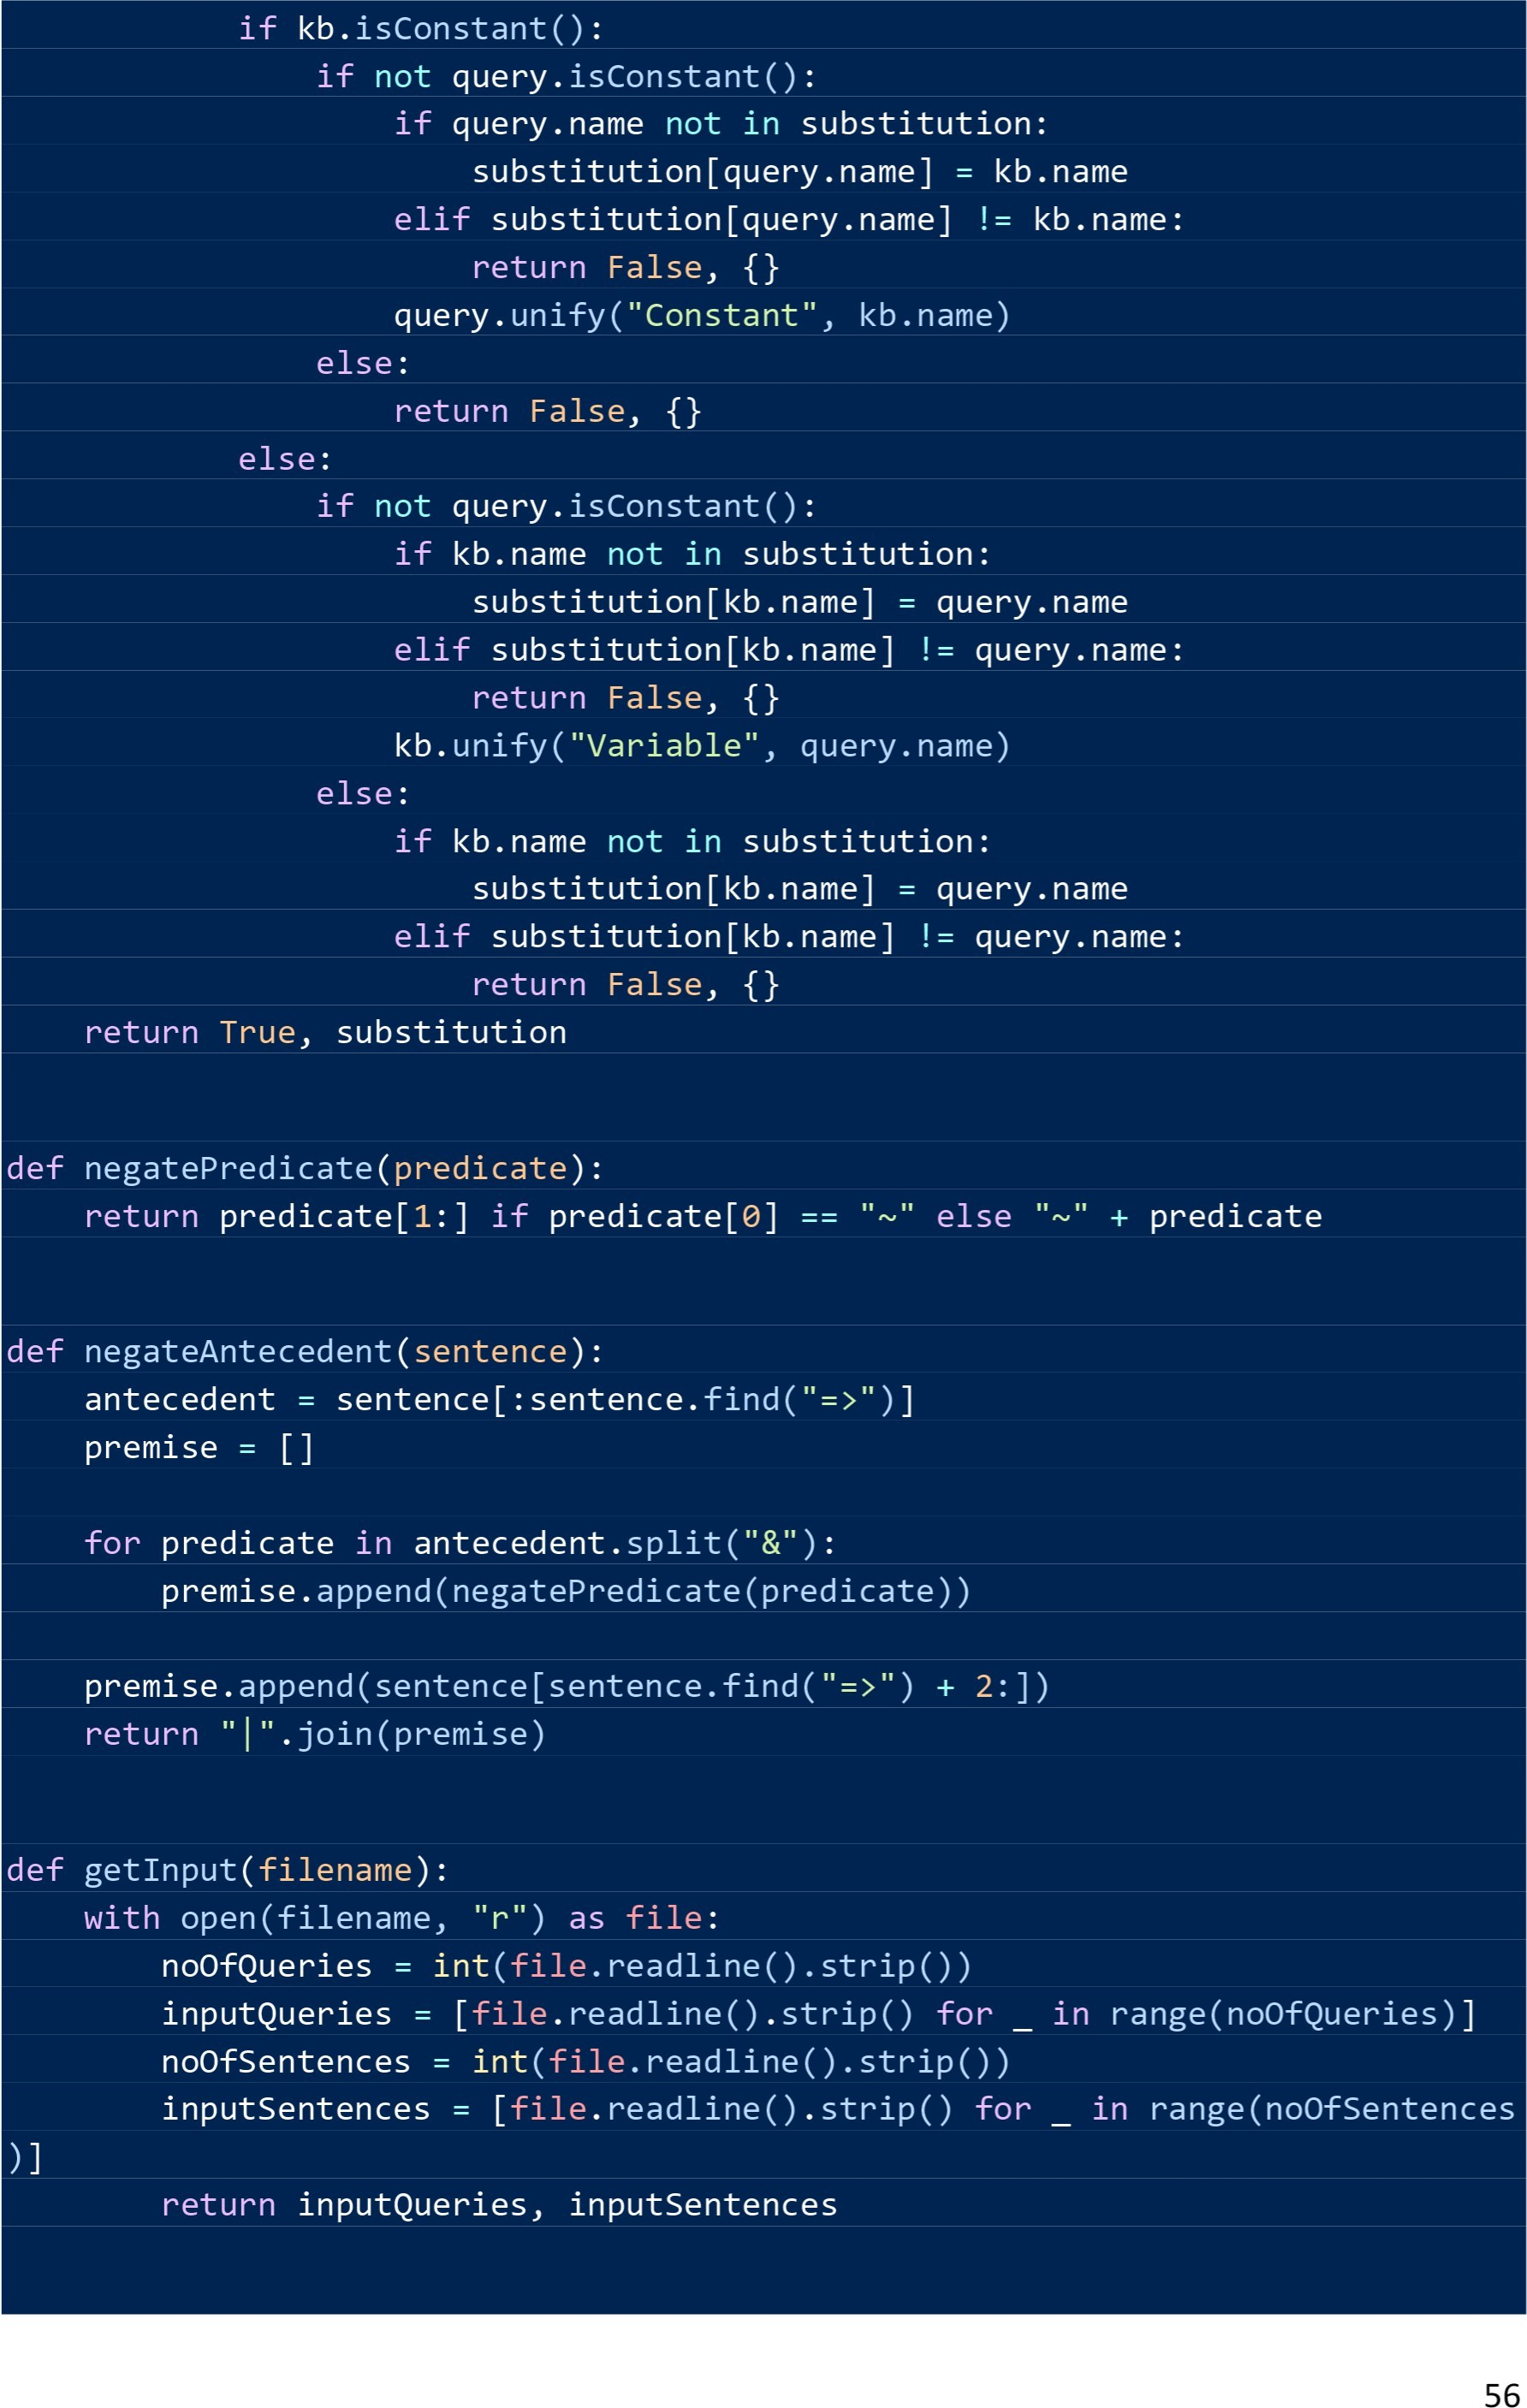 if kb.isConstant():
                if not query.isConstant():
                    if query.name not in substitution:
                        substitution[query.name] = kb.name
                    elif substitution[query.name] != kb.name:
                        return False, {}
                    query.unify("Constant", kb.name)
                else:
                    return False, {}
            else:
                if not query.isConstant():
                    if kb.name not in substitution:
                        substitution[kb.name] = query.name
                    elif substitution[kb.name] != query.name:
                        return False, {}
                    kb.unify("Variable", query.name)
                else:
                    if kb.name not in substitution:
                        substitution[kb.name] = query.name
                    elif substitution[kb.name] != query.name:
                        return False, {}
    return True, substitution
def negatePredicate(predicate):
    return predicate[1:] if predicate[0] == "~" else "~" + predicate
def negateAntecedent(sentence):
    antecedent = sentence[:sentence.find("=>")]
    premise = []
    for predicate in antecedent.split("&"):
        premise.append(negatePredicate(predicate))
    premise.append(sentence[sentence.find("=>") + 2:])
    return "|".join(premise)
def getInput(filename):
    with open(filename, "r") as file:
        noOfQueries = int(file.readline().strip())
        inputQueries = [file.readline().strip() for _ in range(noOfQueries)]
        noOfSentences = int(file.readline().strip())
        inputSentences = [file.readline().strip() for _ in range(noOfSentences
)]
        return inputQueries, inputSentences
56